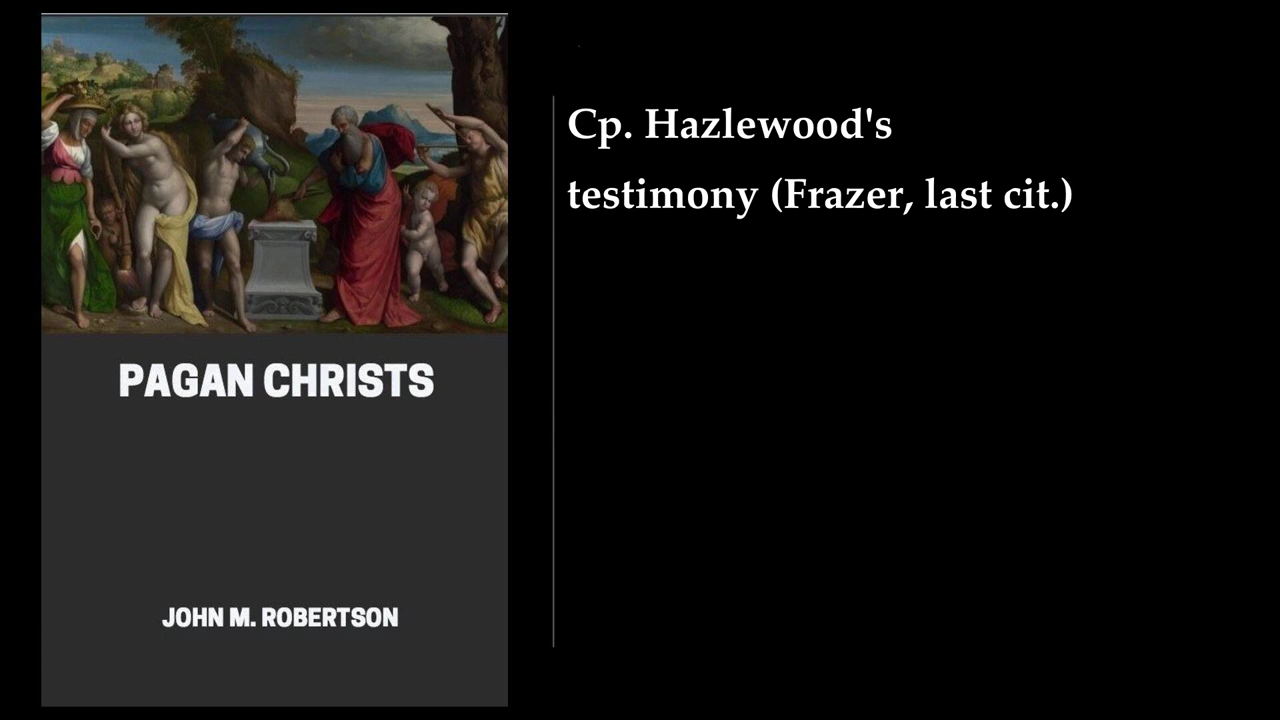 PAGAN CHRISTS
JOHN M. ROBERTSON
Cp. Hazlewood's
testimony (Frazer, last cit.)